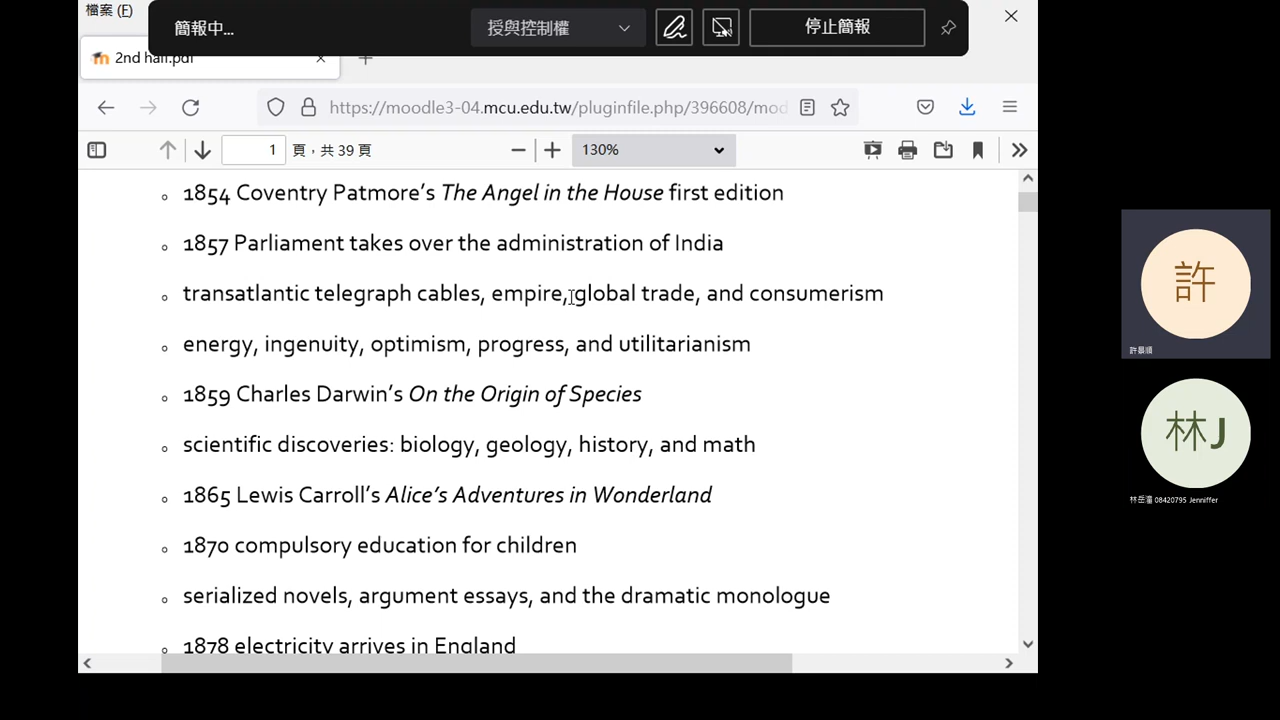 檔案 (F)
簡報中...
授與控制權
停止簡報
2nd half.pdf
https://moodle3-04.mcu.edu.tw/pluginfile.php/396608/mod
1
頁，共 39 頁
130%
1854 Coventry Patmore’s The Angel in the House first edition
1857 Parliament takes over the administration of India
transatlantic telegraph cables, empire, global trade, and consumerism
energy, ingenuity, optimism, progress, and utilitarianism
1859 Charles Darwin’s On the Origin of Species
scientific discoveries: biology, geology, history, and math
1865 Lewis Carroll’s Alice’s Adventures in Wonderland
1870 compulsory education for children
serialized novels, argument essays, and the dramatic monologue
1878 electricity arrives in England
許
許景順
林J
08420795 Jenniffer